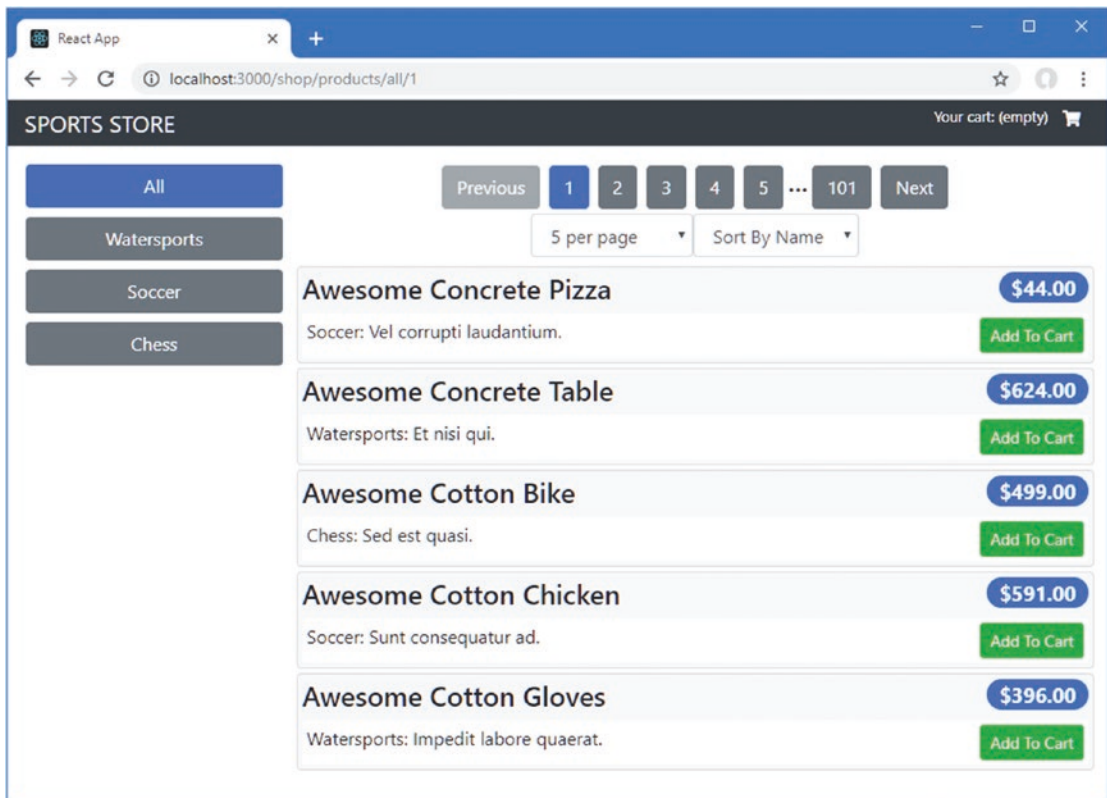 React App
localhost:3000/shop/products/all/1
SPORTS STORE
Your cart: (empty)
All
Watersports
Soccer
Chess
Previous 1 2 3 4 5 ... 101 Next
5 per page Sort By Name
Awesome Concrete Pizza $44.00
Soccer: Vel corrupti laudantium. Add To Cart
Awesome Concrete Table $624.00
Watersports: Et nisi qui. Add To Cart
Awesome Cotton Bike $499.00
Chess: Sed est quasi. Add To Cart
Awesome Cotton Chicken $591.00
Soccer: Sunt consequatur ad. Add To Cart
Awesome Cotton Gloves $396.00
Watersports: Impedit labore quaerat. Add To Cart